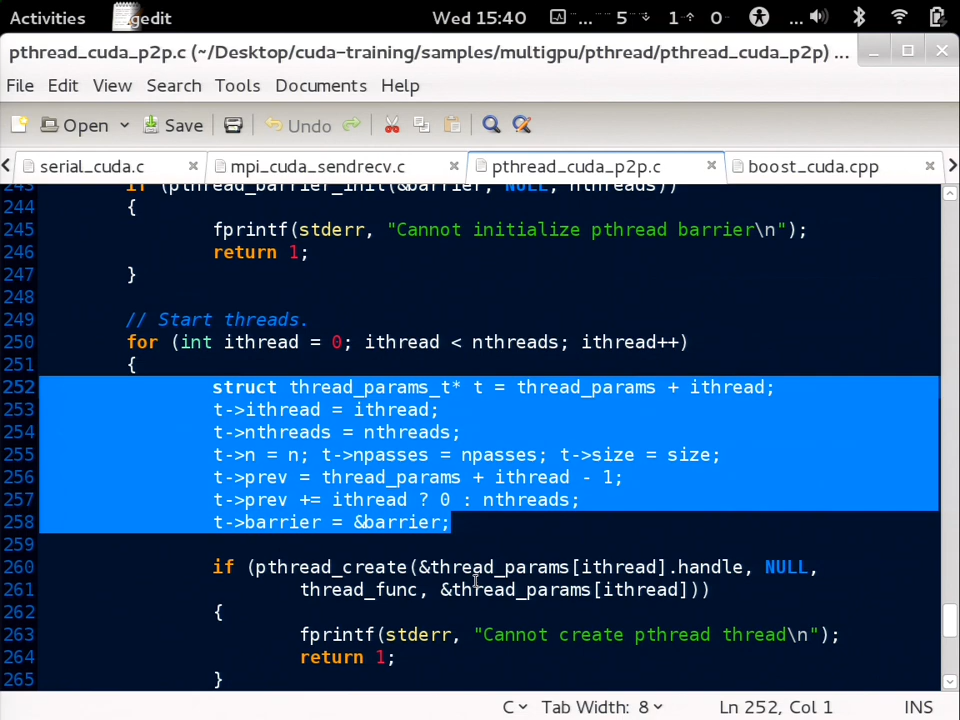 Activities gedit Wed 15:40 ... 5 1 0 ...
pthread_cuda_p2p.c (~/Desktop/cuda-training/samples/multigpu/pthread/pthread_cuda_p2p) ...
File Edit View Search Tools Documents Help
Open Save Undo
serial_cuda.c mpi_cuda_sendrecv.c pthread_cuda_p2p.c boost_cuda.cpp
243 if (pthread_barrier_init(&barrier, NULL, nthreads))
244 {
245 fprintf(stderr, "Cannot initialize pthread barrier\n");
246 return 1;
247 }
248
249 // Start threads.
250 for (int ithread = 0; ithread < nthreads; ithread++)
251 {
252 struct thread_params_t* t = thread_params + ithread;
253 t->ithread = ithread;
254 t->nthreads = nthreads;
255 t->n = n; t->npasses = npasses; t->size = size;
256 t->prev = thread_params + ithread - 1;
257 t->prev += ithread ? 0 : nthreads;
258 t->barrier = &barrier;
259
260 if (pthread_create(&thread_params[ithread].handle, NULL,
261 thread_func, &thread_params[ithread]))
262 {
263 fprintf(stderr, "Cannot create pthread thread\n");
264 return 1;
265 }
C Tab Width: 8 Ln 252, Col 1 INS